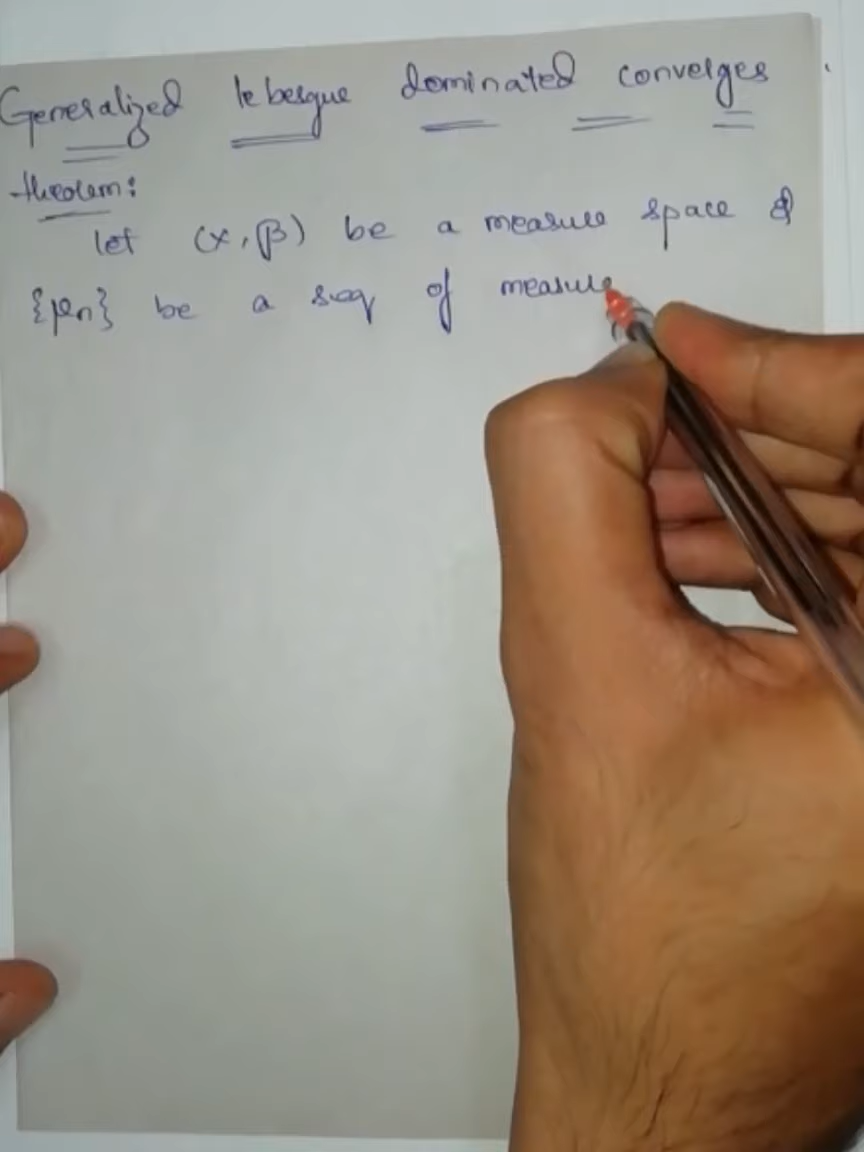 Generalized lebesgue dominated converges
theorem:
let (x, β) be a measure space &
{μn} be a seq of measure